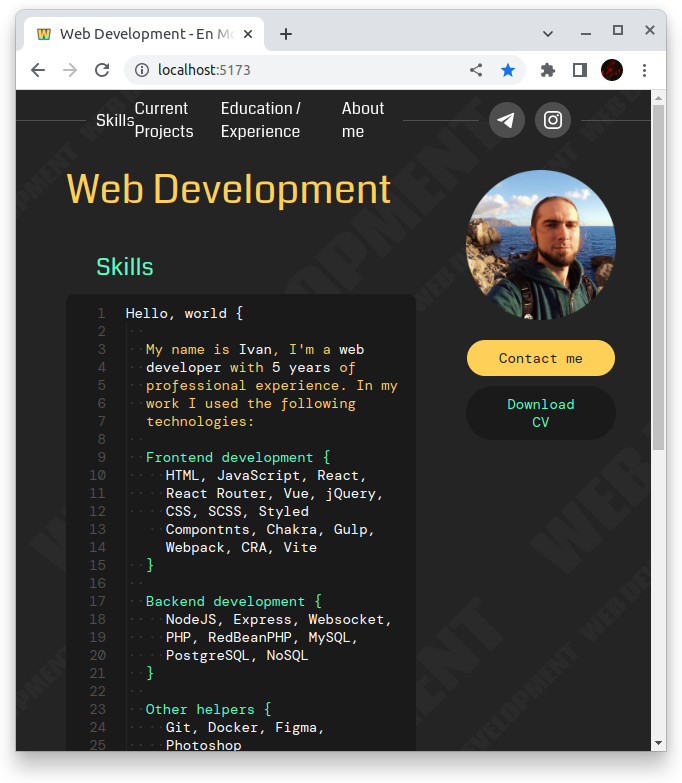 Web Development - En Mo
localhost:5173
Skills
Current Projects
Education / Experience
About me
Web Development
Skills
1 Hello, world {
2
3 My name is Ivan, I'm a web
4 developer with 5 years of
5 professional experience. In my
6 work I used the following
7 technologies:
8
9 Frontend development {
10 HTML, JavaScript, React,
11 React Router, Vue, jQuery,
12 CSS, SCSS, Styled
13 Compontnts, Chakra, Gulp,
14 Webpack, CRA, Vite
15 }
16
17 Backend development {
18 NodeJS, Express, Websocket,
19 PHP, RedBeanPHP, MySQL,
20 PostgreSQL, NoSQL
21 }
22
23 Other helpers {
24 Git, Docker, Figma,
25 Photoshop
Contact me
Download
CV